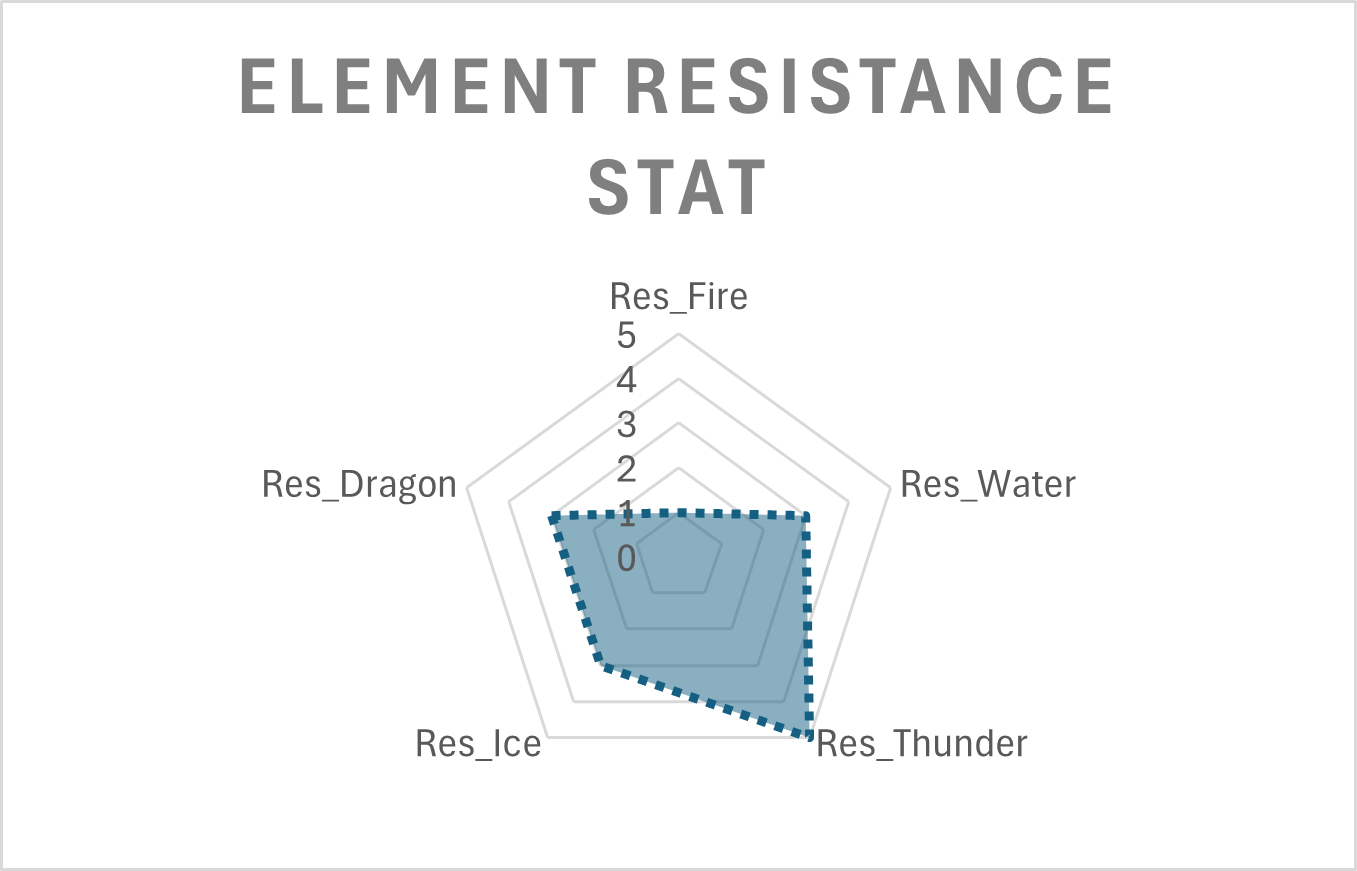 ELEMENT RESISTANCE
STAT
Res_Fire
5
4
3
2
1
0
Res_Dragon
Res_Water
Res_Ice
Res_Thunder